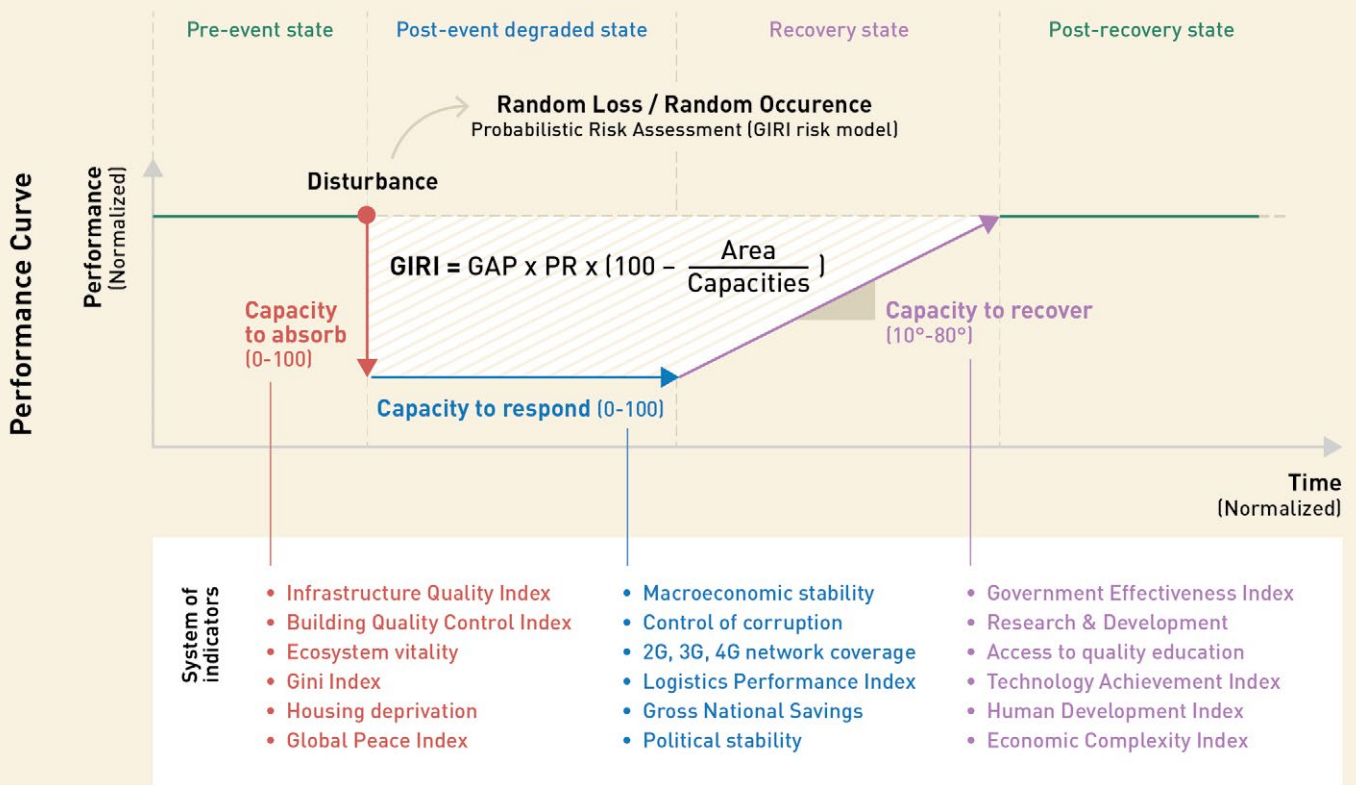 Pre-event state
Post-event degraded state
Recovery state
Post-recovery state
Random Loss / Random Occurence
Probabilistic Risk Assessment (GIRI risk model)
Performance Curve
Performance
(Normalized)
Disturbance
GIRI = GAP x PR x (100 – Area / Capacities )
Capacity
to absorb
(0-100)
Capacity to recover
(10°-80°)
Capacity to respond (0-100)
Time
(Normalized)
System of
indicators
• Infrastructure Quality Index
• Building Quality Control Index
• Ecosystem vitality
• Gini Index
• Housing deprivation
• Global Peace Index
• Macroeconomic stability
• Control of corruption
• 2G, 3G, 4G network coverage
• Logistics Performance Index
• Gross National Savings
• Political stability
• Government Effectiveness Index
• Research & Development
• Access to quality education
• Technology Achievement Index
• Human Development Index
• Economic Complexity Index